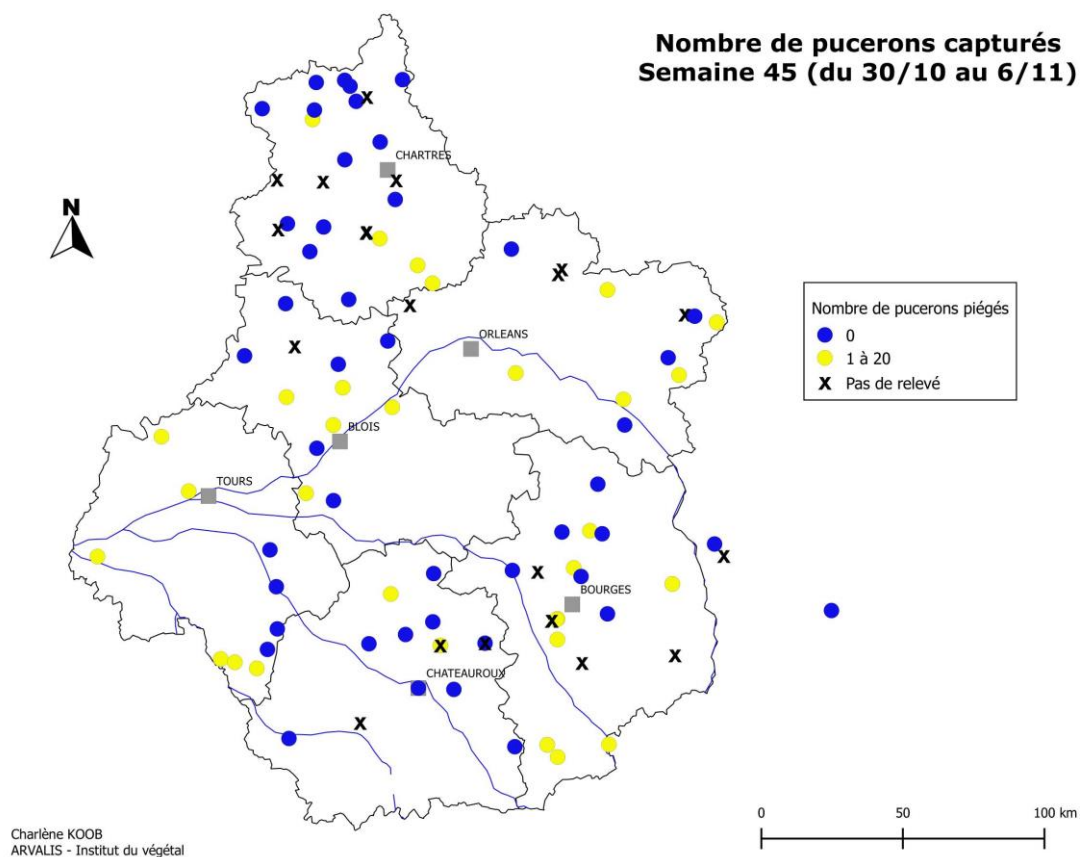 Nombre de pucerons capturés
Semaine 45 (du 30/10 au 6/11)
CHARTRES
N
Nombre de pucerons piégés
0
1 à 20
X Pas de relevé
ORLEANS
BLOIS
TOURS
BOURGES
CHATEAUROUX
0 50 100 km
Charlène KOOB
ARVALIS - Institut du végétal